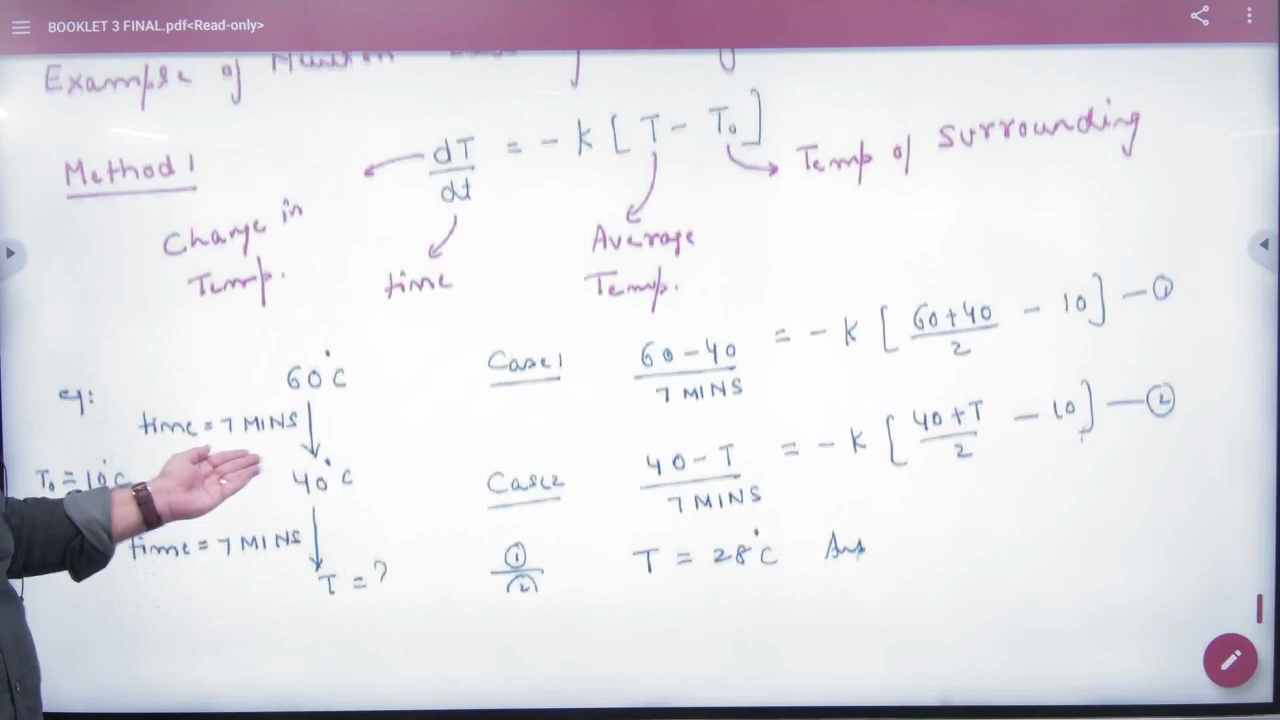 BOOKLET 3 FINAL.pdf<Read-only>
Example of
Method 1
dT/dt = - K [ T - T₀ ]
Temp of surrounding
Change in
Temp.
time
Average
Temp.
eg:
60°C
time = 7 MINS
T₀ = 10°C
40°C
time = 7 MINS
T = ?
Case 1
(60-40)/(7 MINS) = - K [ (60+40)/2 - 10 ] — ①
Case 2
(40-T)/(7 MINS) = - K [ (40+T)/2 - 10 ] — ②
①/②
T = 28°C Ans